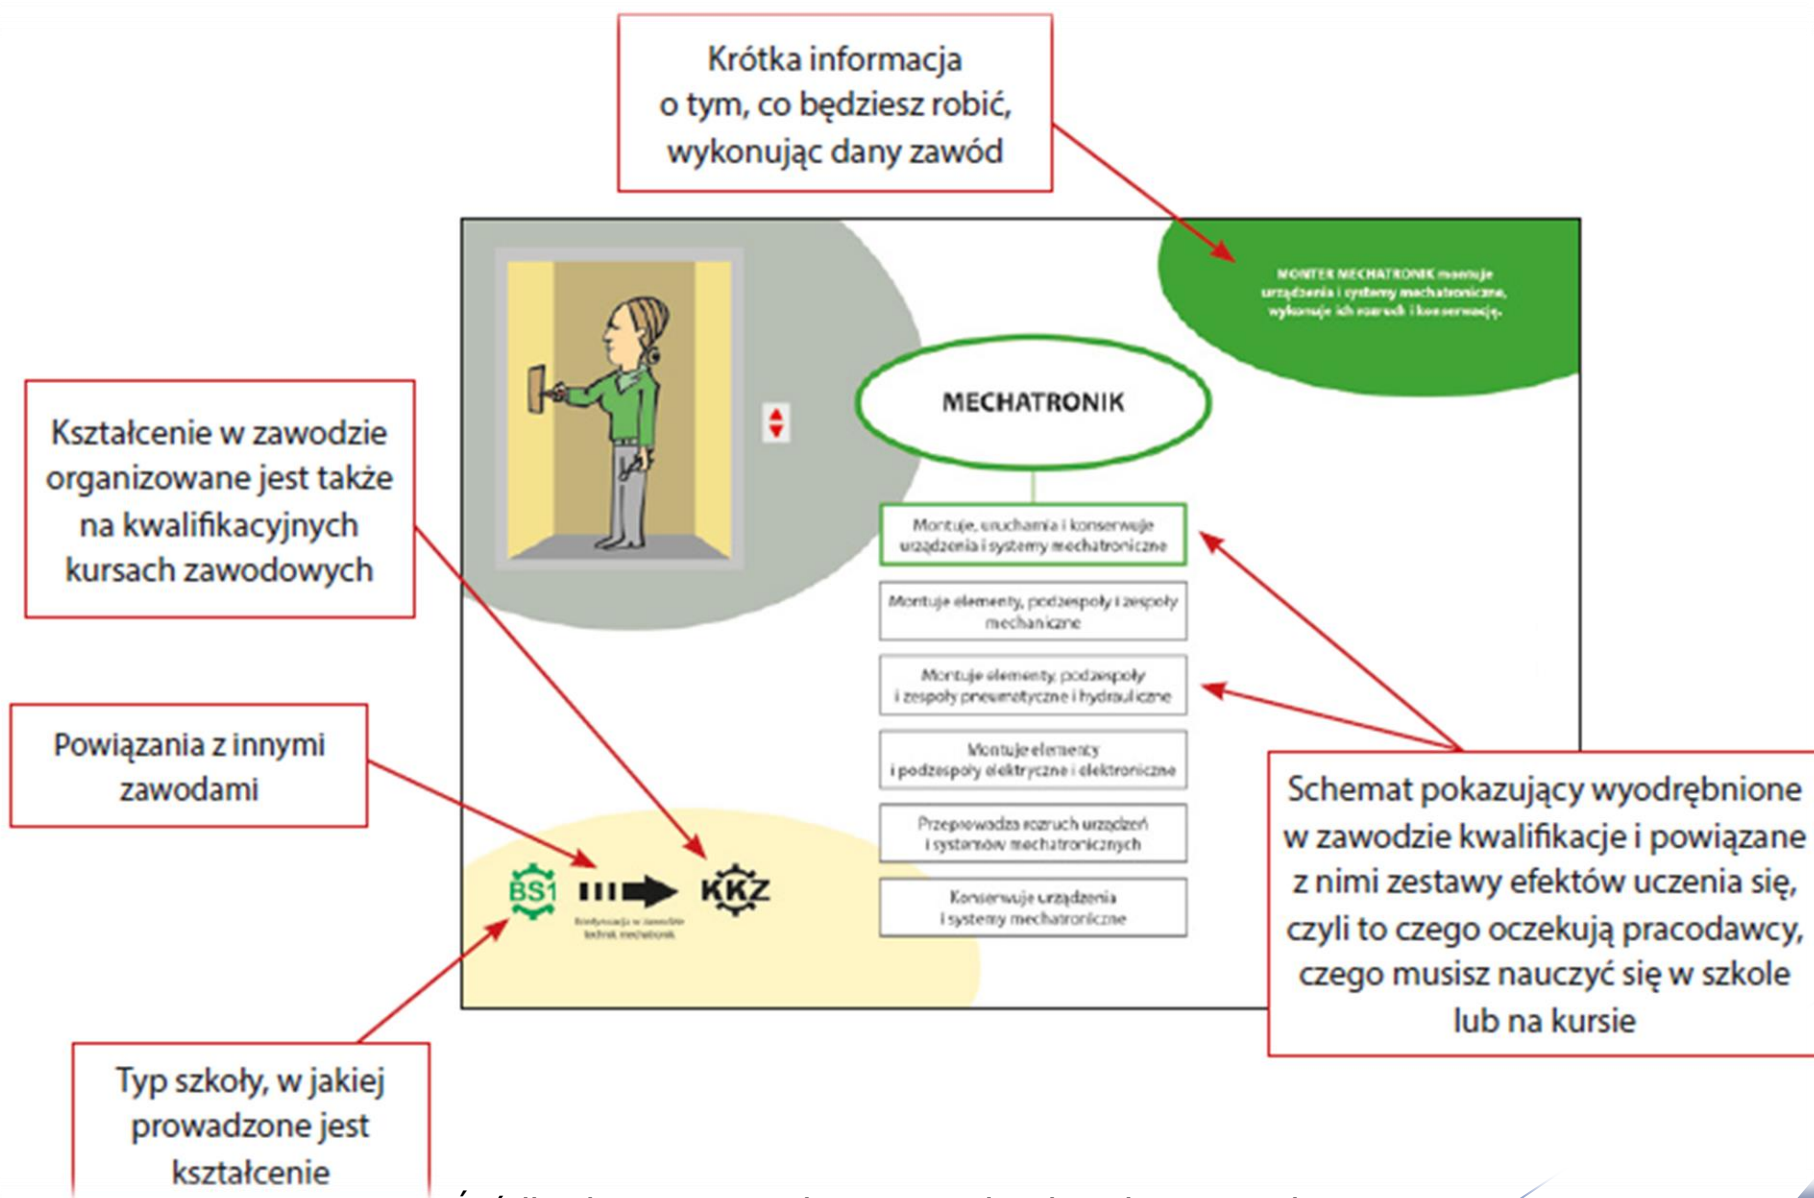 Krótka informacja
o tym, co będziesz robić,
wykonując dany zawód
MONTER MECHATRONIK montuje
urządzenia i systemy mechatroniczne,
wykonuje ich rozruch i konserwację.
MECHATRONIK
Kształcenie w zawodzie
organizowane jest także
na kwalifikacyjnych
kursach zawodowych
Montuje, uruchamia i konserwuje
urządzenia i systemy mechatroniczne
Montuje elementy, podzespoły i zespoły
mechaniczne
Montuje elementy, podzespoły
i zespoły pneumatyczne i hydrauliczne
Montuje elementy
i podzespoły elektryczne i elektroniczne
Przeprowadza rozruch urządzeń
i systemów mechatronicznych
Konserwuje urządzenia
i systemy mechatroniczne
Powiązania z innymi
zawodami
BS1
KKZ
w zawodzie
technik mechatronik
Schemat pokazujący wyodrębnione
w zawodzie kwalifikacje i powiązane
z nimi zestawy efektów uczenia się,
czyli to czego oczekują pracodawcy,
czego musisz nauczyć się w szkole
lub na kursie
Typ szkoły, w jakiej
prowadzone jest
kształcenie